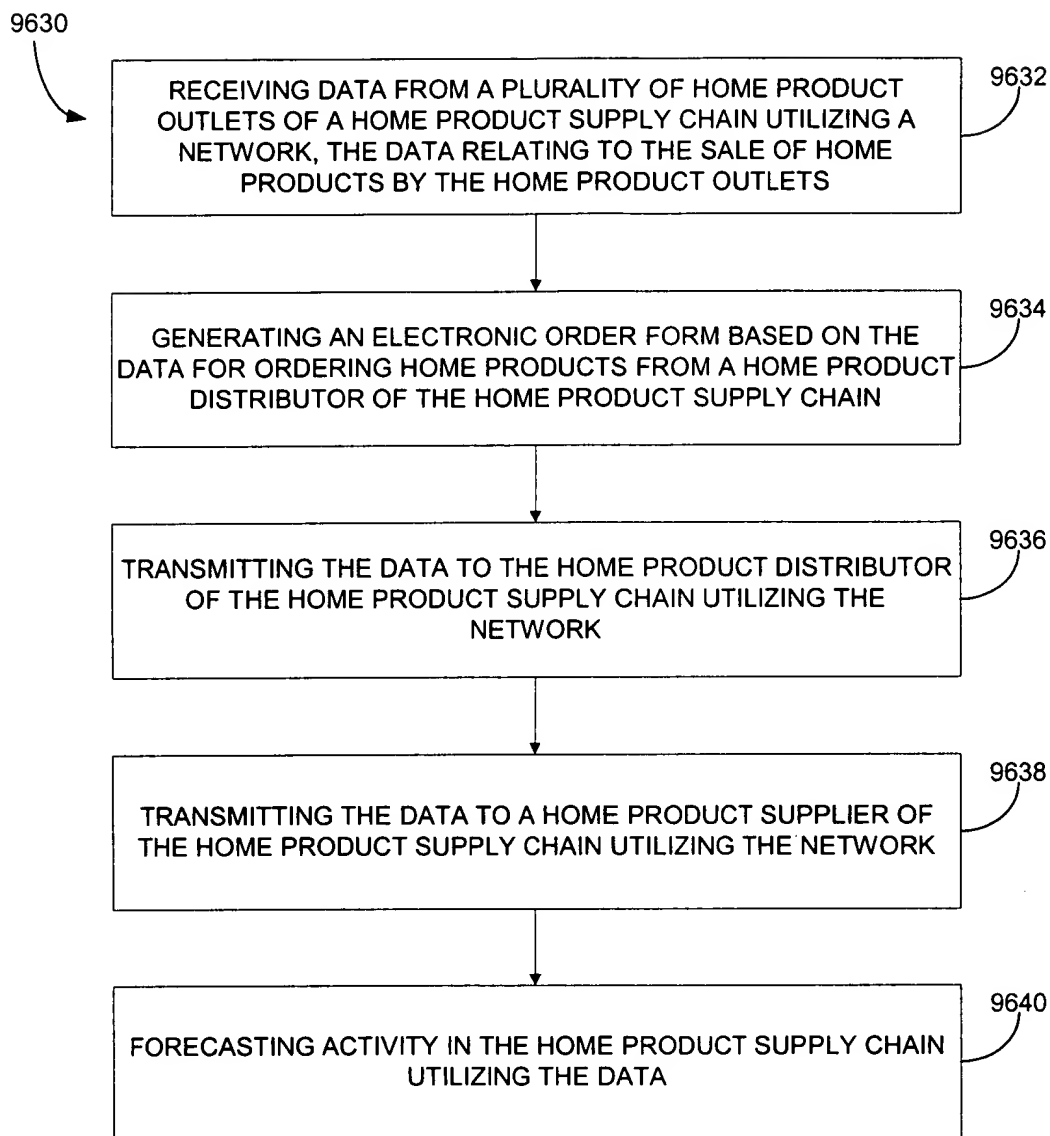 9630
9632
RECEIVING DATA FROM A PLURALITY OF HOME PRODUCT
OUTLETS OF A HOME PRODUCT SUPPLY CHAIN UTILIZING A
NETWORK, THE DATA RELATING TO THE SALE OF HOME
PRODUCTS BY THE HOME PRODUCT OUTLETS
9634
GENERATING AN ELECTRONIC ORDER FORM BASED ON THE
DATA FOR ORDERING HOME PRODUCTS FROM A HOME PRODUCT
DISTRIBUTOR OF THE HOME PRODUCT SUPPLY CHAIN
9636
TRANSMITTING THE DATA TO THE HOME PRODUCT DISTRIBUTOR
OF THE HOME PRODUCT SUPPLY CHAIN UTILIZING THE
NETWORK
9638
TRANSMITTING THE DATA TO A HOME PRODUCT SUPPLIER OF
THE HOME PRODUCT SUPPLY CHAIN UTILIZING THE NETWORK
9640
FORECASTING ACTIVITY IN THE HOME PRODUCT SUPPLY CHAIN
UTILIZING THE DATA